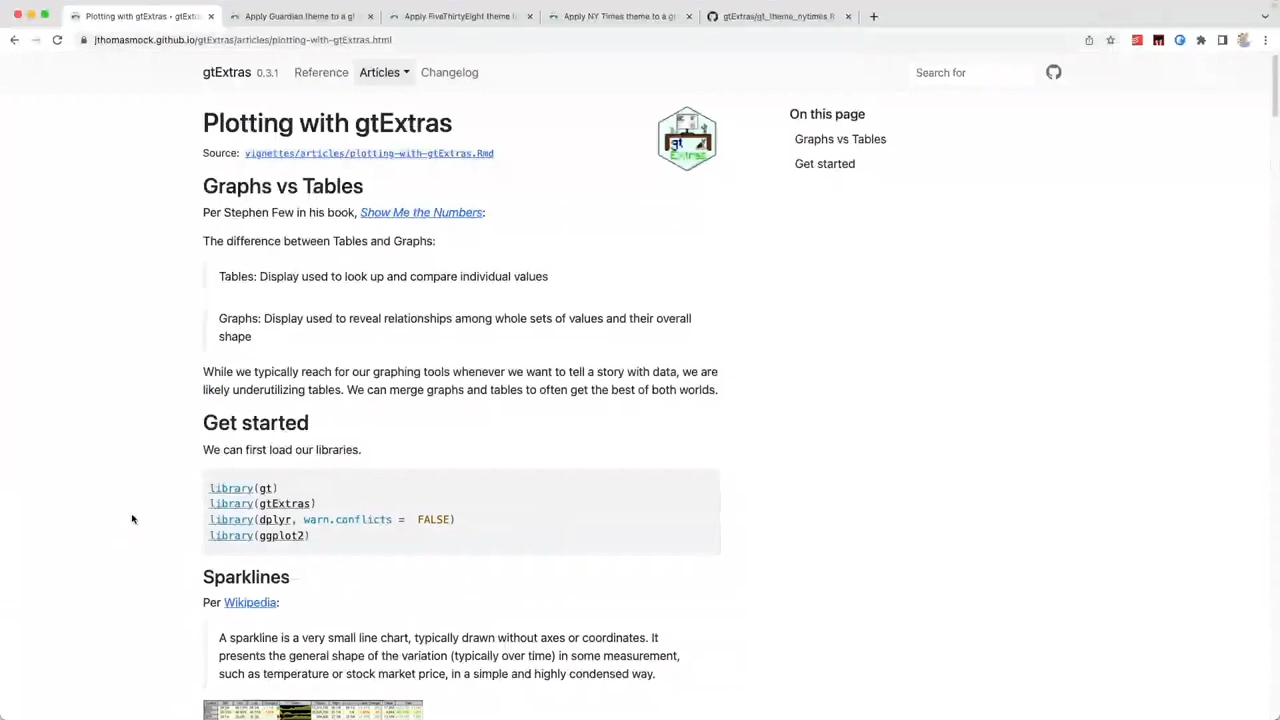 Plotting with gtExtras • gtExtra
Apply Guardian theme to a gt
Apply FiveThirtyEight theme
Apply NY Times theme to a g
gtExtras/gt_theme_nytimes
jthomasmock.github.io/gtExtras/articles/plotting-with-gtExtras.html
gtExtras 0.3.1 Reference Articles Changelog Search for
Plotting with gtExtras
Source: vignettes/articles/plotting-with-gtExtras.Rmd
gt
Extras
On this page
Graphs vs Tables
Get started
Graphs vs Tables
Per Stephen Few in his book, Show Me the Numbers:
The difference between Tables and Graphs:
Tables: Display used to look up and compare individual values
Graphs: Display used to reveal relationships among whole sets of values and their overall
shape
While we typically reach for our graphing tools whenever we want to tell a story with data, we are
likely underutilizing tables. We can merge graphs and tables to often get the best of both worlds.
Get started
We can first load our libraries.
library(gt)
library(gtExtras)
library(dplyr, warn.conflicts = FALSE)
library(ggplot2)
Sparklines
Per Wikipedia:
A sparkline is a very small line chart, typically drawn without axes or coordinates. It
presents the general shape of the variation (typically over time) in some measurement,
such as temperature or stock market price, in a simple and highly condensed way.